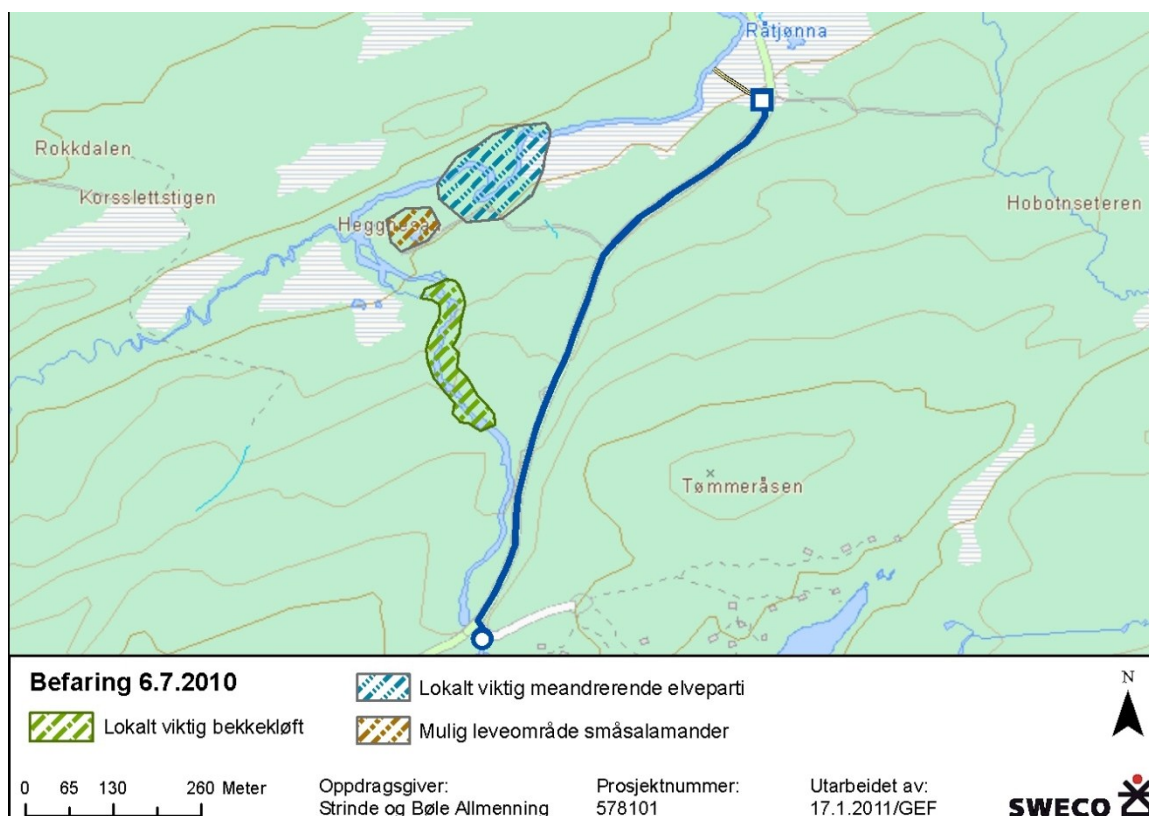 Råtjønna
Rokkdalen
Korsslettstigen
Hobotnseteren
Heggnesan
Tømmeråsen
Befaring 6.7.2010
Lokalt viktig meandrerende elveparti
Lokalt viktig bekkekløft
Mulig leveområde småsalamander
N
0 65 130 260 Meter
Oppdragsgiver:
Strinde og Bøle Allmenning
Prosjektnummer:
578101
Utarbeidet av:
17.1.2011/GEF
SWECO